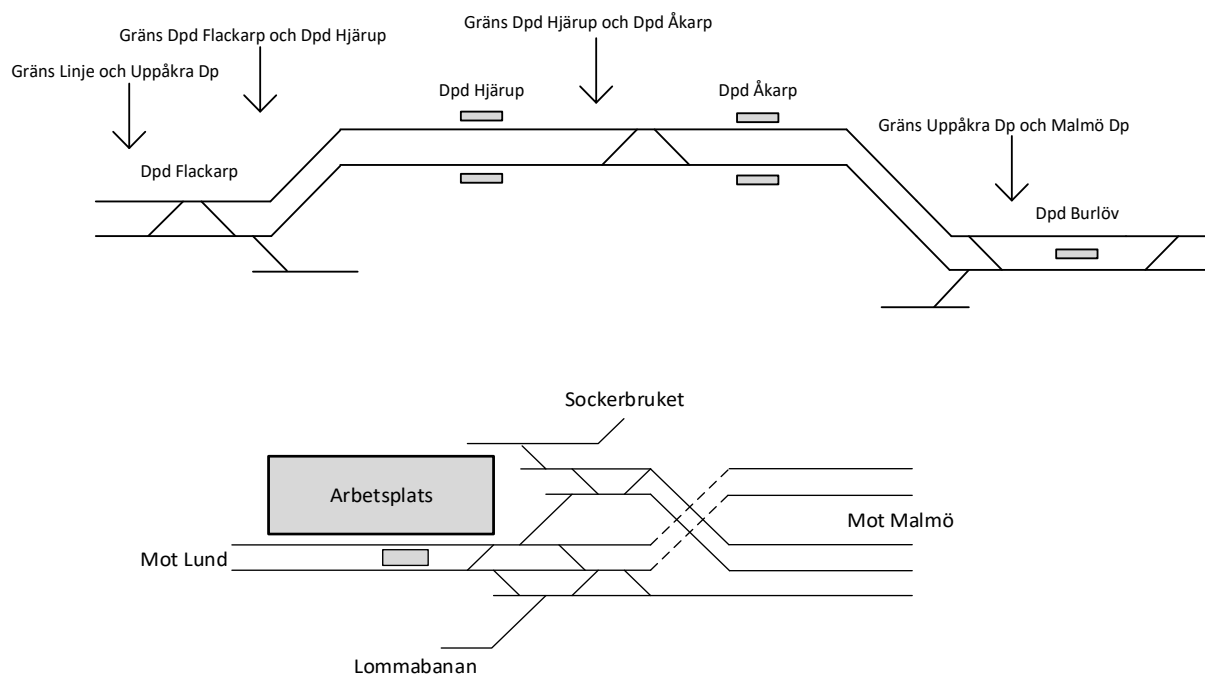 Gräns Dpd Flackarp och Dpd Hjärup
Gräns Dpd Hjärup och Dpd Åkarp
Gräns Linje och Uppåkra Dp
Dpd Hjärup
Dpd Åkarp
Gräns Uppåkra Dp och Malmö Dp
Dpd Flackarp
Dpd Burlöv
Sockerbruket
Arbetsplats
Mot Malmö
Mot Lund
Lommabanan